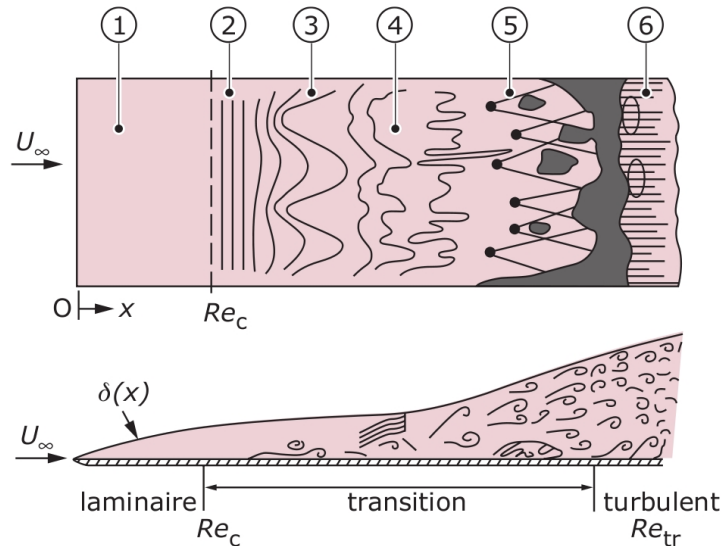 1 2 3 4 5 6
U∞
O x Re_c
δ(x)
U∞
laminaire transition turbulent
Re_c Re_tr